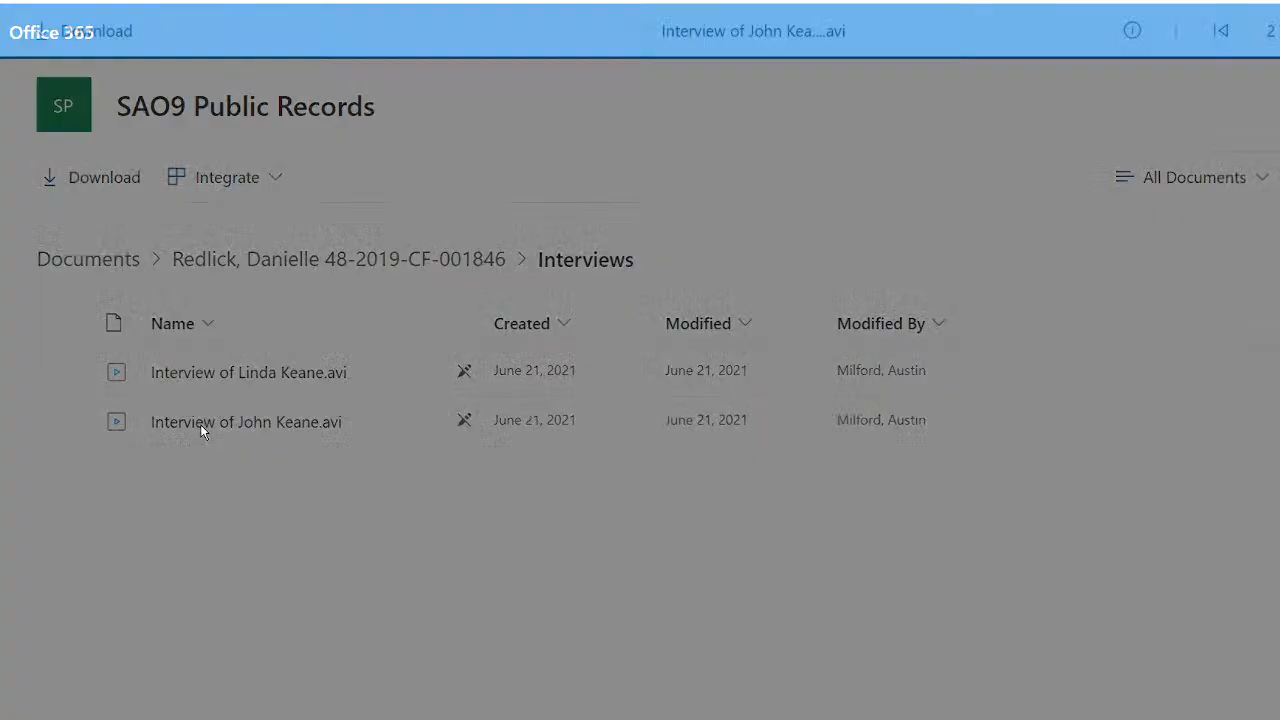 Office 365 Download Interview of John Kea....avi 2
SP SAO9 Public Records
Download Integrate All Documents
Documents > Redlick, Danielle 48-2019-CF-001846 > Interviews
Name Created Modified Modified By
Interview of Linda Keane.avi June 21, 2021 June 21, 2021 Milford, Austin
Interview of John Keane.avi June 21, 2021 June 21, 2021 Milford, Austin